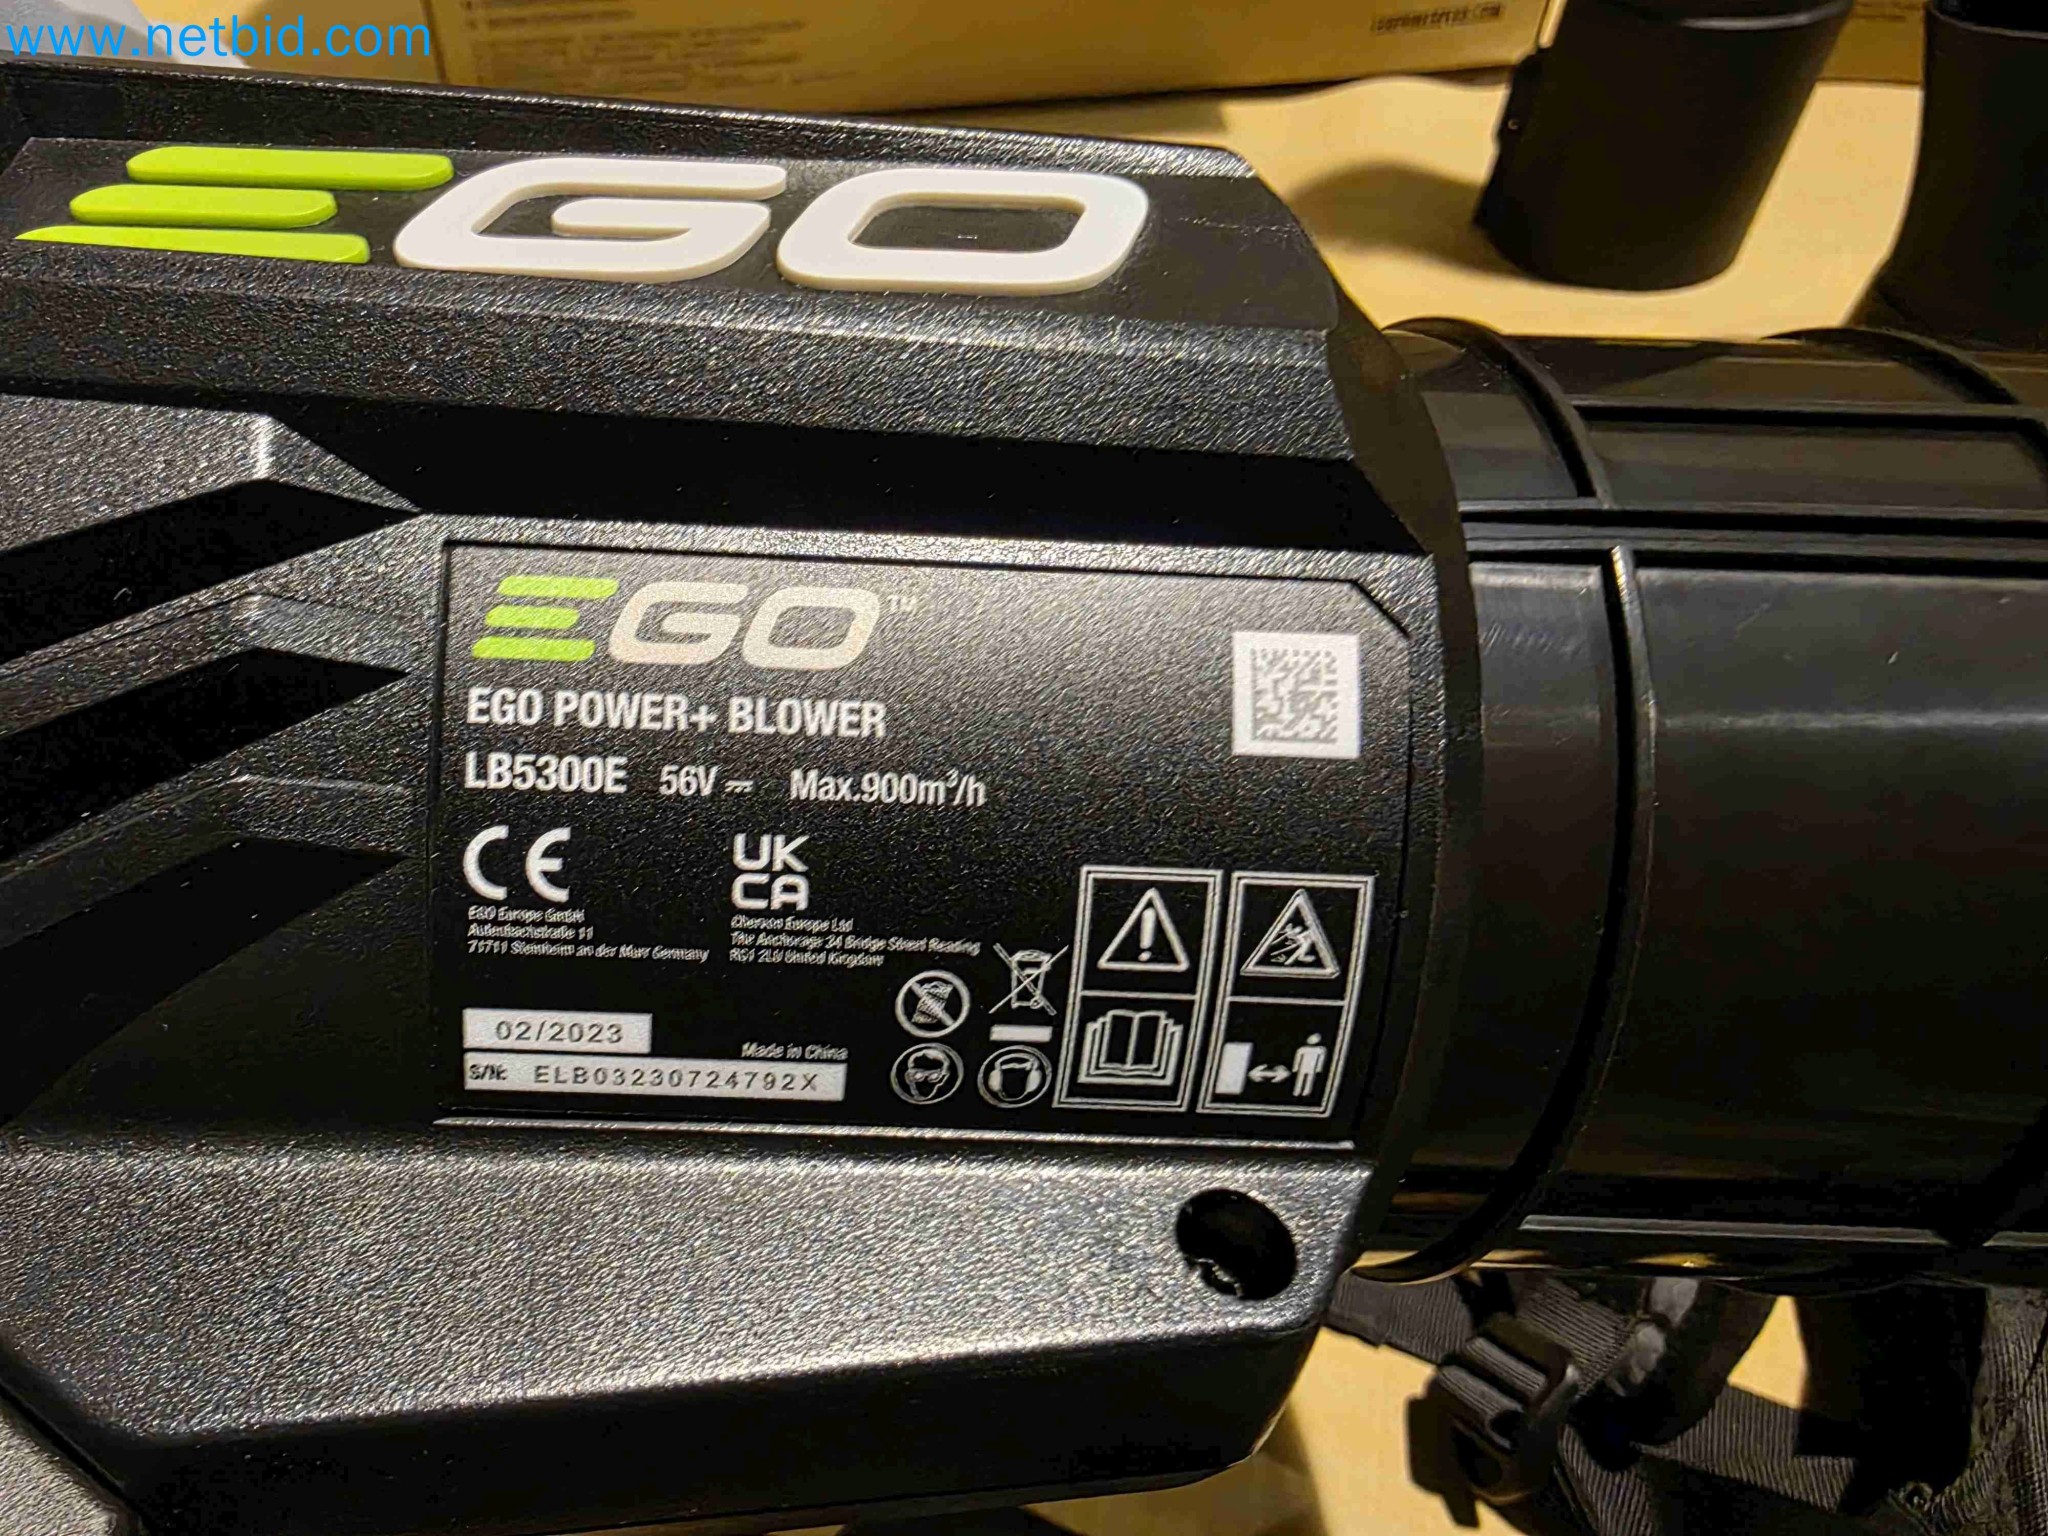 www.netbid.com
EGO
EGO™
EGO POWER+ BLOWER
LB5300E 56V ⎓ Max.900m³/h
CE
EGO Europe GmbH
11
71711 Steinheim an der Murr Germany
UK
CA
Chervon Europe Ltd
The Anchorage 34 Bridge Street Reading
RG1 2LU United Kingdom
02/2023
Made in China
S/N: ELB03230724792X